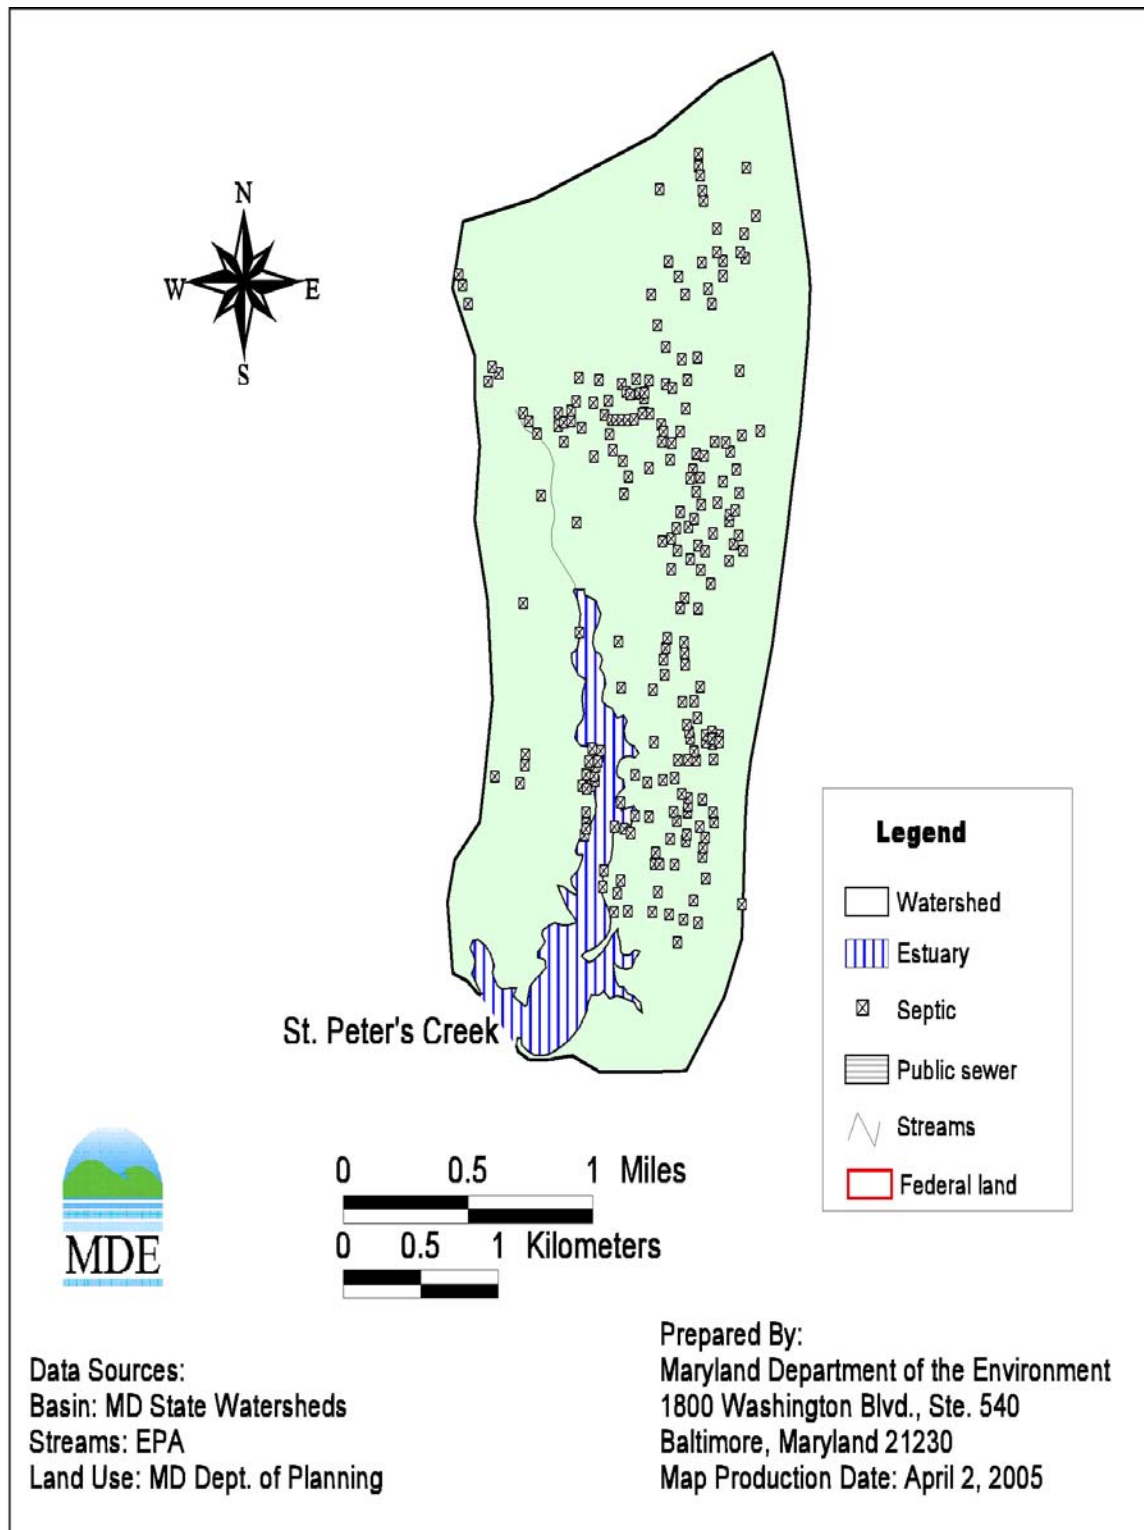 N
W E
S
St. Peter's Creek
Legend
Watershed
Estuary
Septic
Public sewer
Streams
Federal land
0 0.5 1 Miles
0 0.5 1 Kilometers
MDE
Data Sources:
Basin: MD State Watersheds
Streams: EPA
Land Use: MD Dept. of Planning
Prepared By:
Maryland Department of the Environment
1800 Washington Blvd., Ste. 540
Baltimore, Maryland 21230
Map Production Date: April 2, 2005